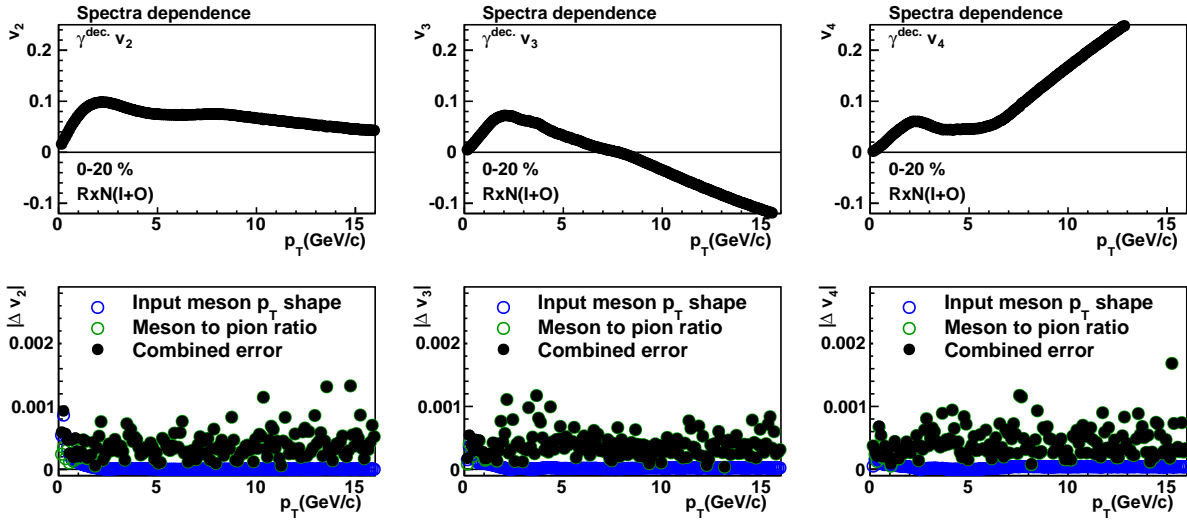 Spectra dependence
v2
γdec. v2
0.2
0.1
0
-0.1
0-20 %
RxN(I+O)
0 5 10 15
pT(GeV/c)
Spectra dependence
v3
γdec. v3
0.2
0.1
0
-0.1
0-20 %
RxN(I+O)
0 5 10 15
pT(GeV/c)
Spectra dependence
v4
γdec. v4
0.2
0.1
0
-0.1
0-20 %
RxN(I+O)
0 5 10 15
pT(GeV/c)
|Δ v2|
Input meson pT shape
Meson to pion ratio
Combined error
0.002
0.001
0
0 5 10 15
pT(GeV/c)
|Δ v3|
Input meson pT shape
Meson to pion ratio
Combined error
0.002
0.001
0
0 5 10 15
pT(GeV/c)
|Δ v4|
Input meson pT shape
Meson to pion ratio
Combined error
0.002
0.001
0
0 5 10 15
pT(GeV/c)